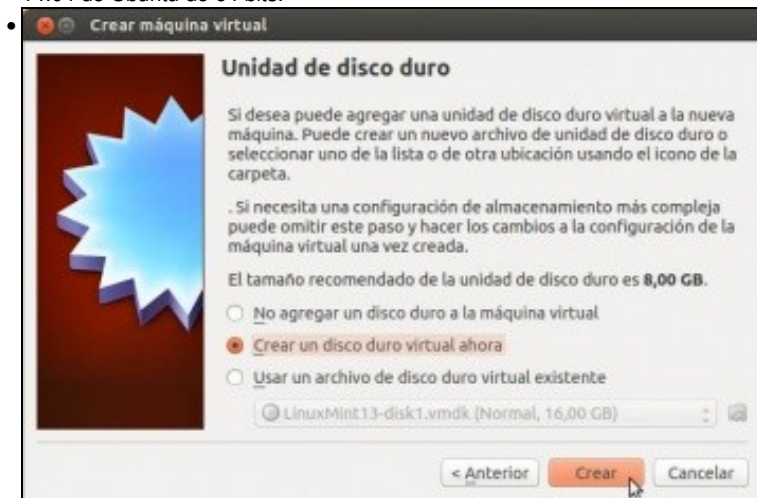 Crear máquina virtual
Unidad de disco duro
Si desea puede agregar una unidad de disco duro virtual a la nueva
máquina. Puede crear un nuevo archivo de unidad de disco duro o
seleccionar uno de la lista o de otra ubicación usando el icono de la
carpeta.
. Si necesita una configuración de almacenamiento más compleja
puede omitir este paso y hacer los cambios a la configuración de la
máquina virtual una vez creada.
El tamaño recomendado de la unidad de disco duro es 8,00 GB.
No agregar un disco duro a la máquina virtual
Crear un disco duro virtual ahora
Usar un archivo de disco duro virtual existente
LinuxMint13-disk1.vmdk (Normal, 16,00 GB)
< Anterior Crear Cancelar